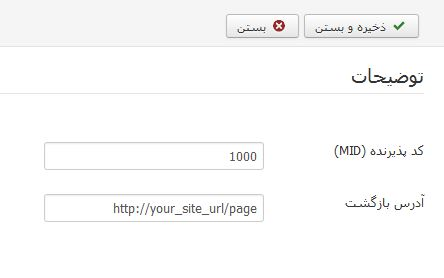 ذخیره و بستن
بستن
توضیحات
کد پذیرنده (MID)
1000
آدرس بازگشت
http://your_site_url/page